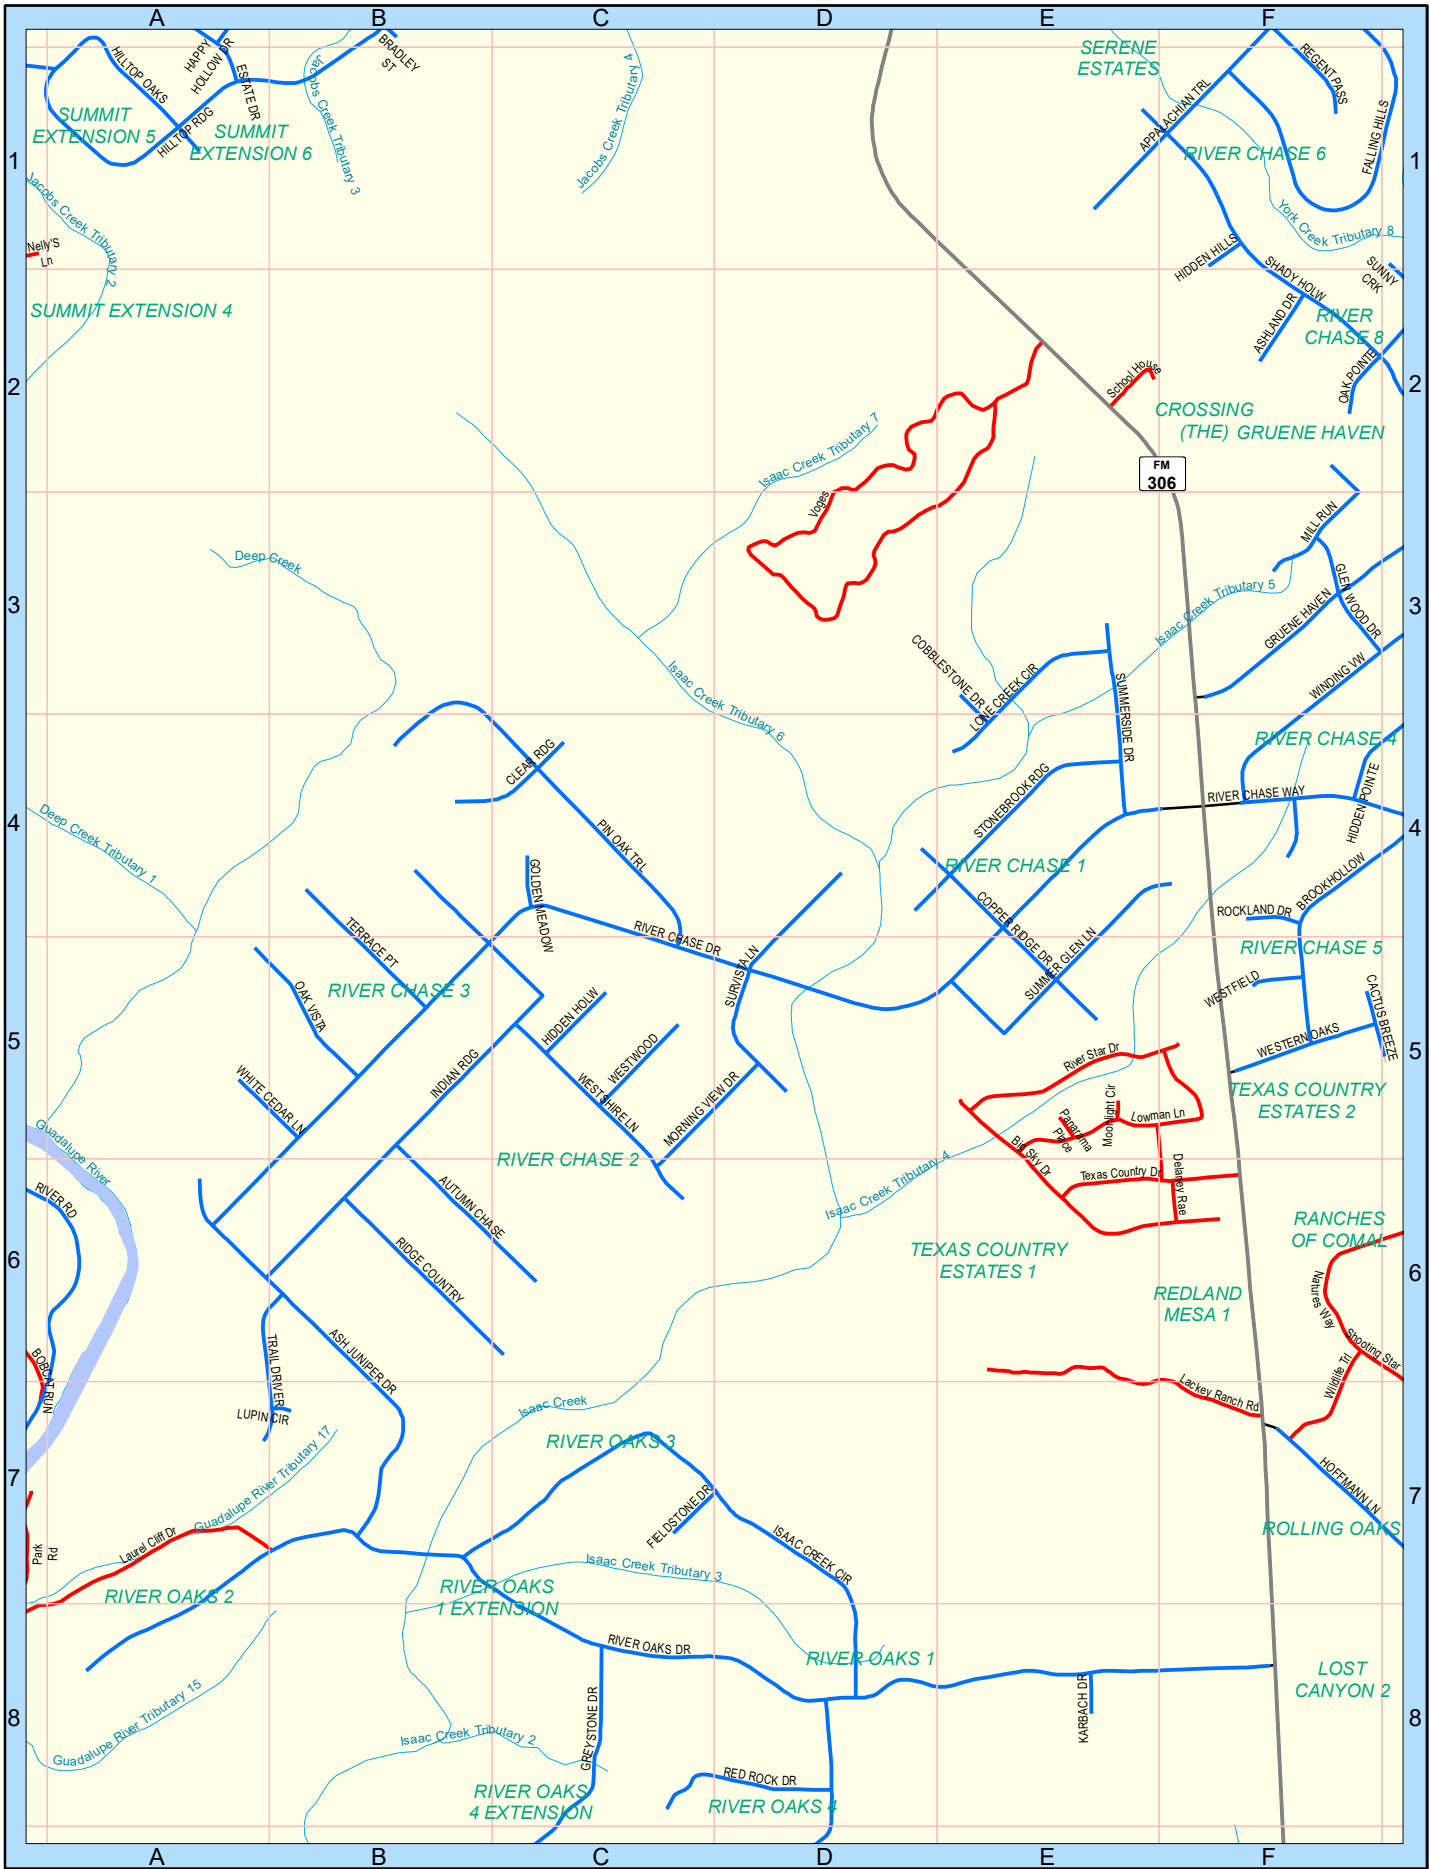 A B C D E F
HAPPY
HOLLOW DR
HILLTOP OAKS
ESTATE DR
BRADLEY
ST
SUMMIT
EXTENSION 5
HILLTOP RDG
SUMMIT
EXTENSION 6
Jacobs Creek Tributary 3
Jacobs Creek Tributary 4
SERENE
ESTATES
REGENT PASS
APPALACHIAN TRL
FALLING HILLS
RIVER CHASE 6
1
1
Jacobs Creek Tributary 2
Nelly'S
Ln
York Creek Tributary 8
HIDDEN HILLS
SHADY HOLW
SUNNY
CRK
SUMMIT EXTENSION 4
ASHLAND DR
RIVER
CHASE 8
OAK POINTE
School House
2
2
CROSSING
(THE)
GRUENE HAVEN
Isaac Creek Tributary 7
Voges
FM
306
MILL RUN
Deep Creek
GLEN WOOD DR
GRUENE HAVEN
Isaac Creek Tributary 5
3
3
COBBLESTONE DR
LONE CREEK CIR
SUMMERSIDE DR
WINDING VW
Isaac Creek Tributary 6
RIVER CHASE 4
CLEAR RDG
STONEBROOK RDG
RIVER CHASE WAY
HIDDEN POINTE
4
4
Deep Creek Tributary 1
PIN OAK TRL
RIVER CHASE 1
GOLDEN MEADOW
BROOKHOLLOW
COPPER RIDGE DR
ROCKLAND DR
TERRACE PT
RIVER CHASE DR
SURVISTA LN
SUMMER GLEN LN
RIVER CHASE 5
RIVER CHASE 3
OAK VISTA
WESTFIELD
CACTUS BREEZE
HIDDEN HOLW
WESTERN OAKS
5
5
WESTWOOD
INDIAN RDG
WESTSHIRE LN
MORNING VIEW DR
WHITE CEDAR LN
River Star Dr
Moonlight Cir
Lowman Ln
Panarama
Place
Big Sky Dr
TEXAS COUNTRY
ESTATES 2
Guadalupe River
RIVER CHASE 2
Isaac Creek Tributary 4
Texas Country Dr
Delaney Rae
RIVER RD
AUTUMN CHASE
RIDGE COUNTRY
RANCHES
OF COMAL
TEXAS COUNTRY
ESTATES 1
6
6
REDLAND
MESA 1
Natures Way
Shooting Star
Wildlife Trl
BOBCAT RUN
TRAIL DRIVER
ASH JUNIPER DR
LUPIN CIR
Isaac Creek
Lackey Ranch Rd
RIVER OAKS 3
Guadalupe River Tributary 17
7
7
HOFFMANN LN
ROLLING OAKS
FIELDSTONE DR
ISAAC CREEK CIR
Park
Rd
Laurel Cliff Dr
Isaac Creek Tributary 3
RIVER OAKS 2
RIVER OAKS
1 EXTENSION
RIVER OAKS DR
RIVER OAKS 1
LOST
CANYON 2
GREYSTONE DR
KARBACH DR
8
8
Guadalupe River Tributary 15
Isaac Creek Tributary 2
RED ROCK DR
RIVER OAKS
4 EXTENSION
RIVER OAKS 4
A B C D E F